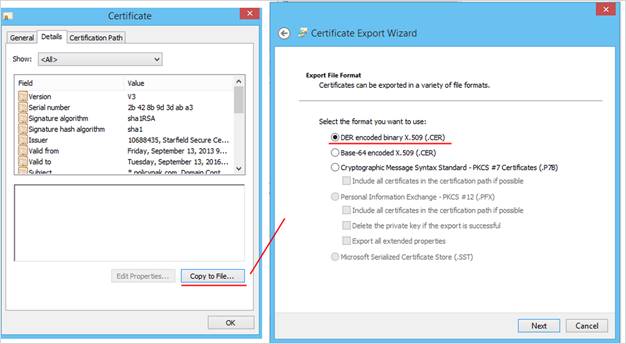 Certificate
General
Details
Certification Path
Show:
<All>
Field
Value
Version
V3
Serial number
2b 42 8b 9d 3d ab a3
Signature algorithm
sha1RSA
Signature hash algorithm
sha1
Issuer
10688435, Starfield Secure Ce...
Valid from
Friday, September 13, 2013 9...
Valid to
Tuesday, September 13, 2016...
Subject
*.policypak.com, Domain Cont...
Edit Properties...
Copy to File...
OK
Certificate Export Wizard
Export File Format
Certificates can be exported in a variety of file formats.
Select the format you want to use:
DER encoded binary X.509 (.CER)
Base-64 encoded X.509 (.CER)
Cryptographic Message Syntax Standard - PKCS #7 Certificates (.P7B)
Include all certificates in the certification path if possible
Personal Information Exchange - PKCS #12 (.PFX)
Include all certificates in the certification path if possible
Delete the private key if the export is successful
Export all extended properties
Microsoft Serialized Certificate Store (.SST)
Next
Cancel